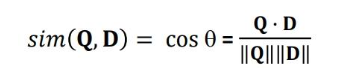 sim(Q, D) = cos θ = Q · D / ‖Q‖‖D‖